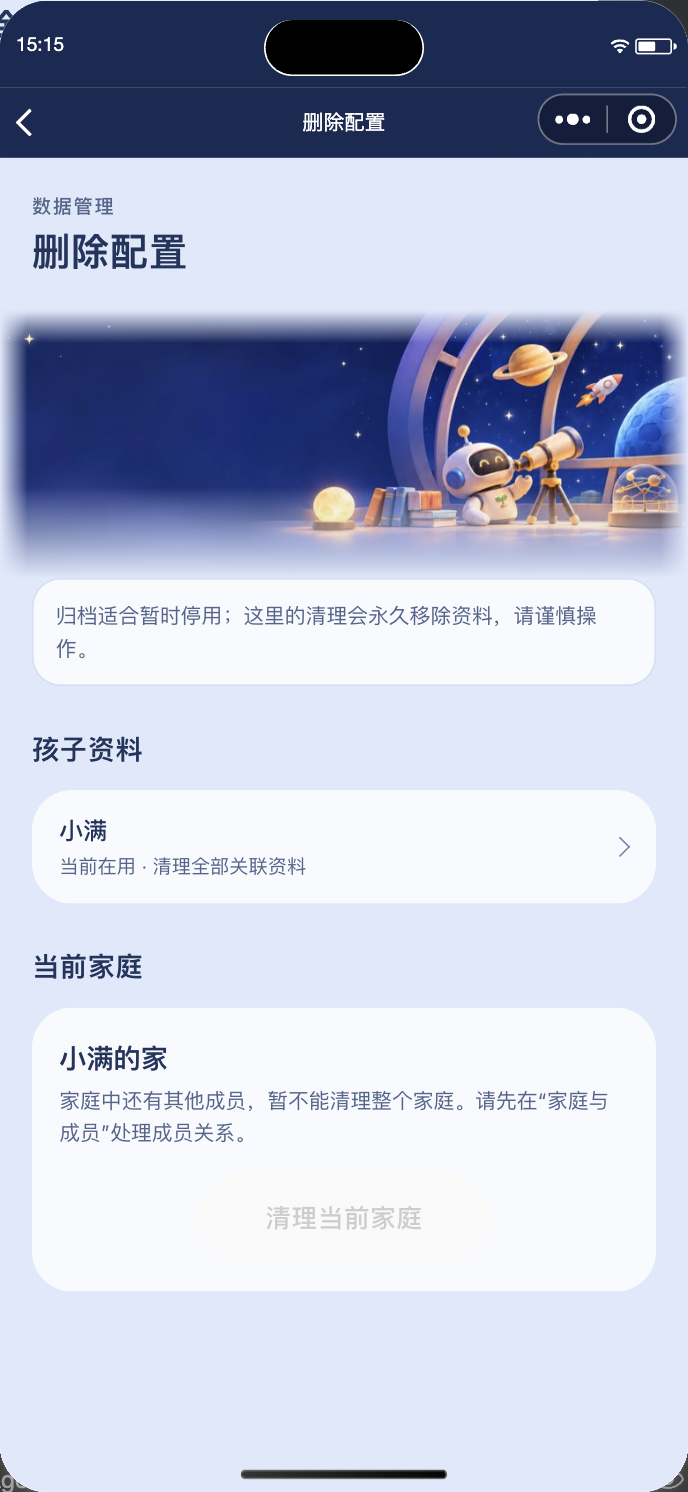 15:15
删除配置
数据管理
删除配置
归档适合暂时停用；这里的清理会永久移除资料，请谨慎操
作。
孩子资料
小满
当前在用 · 清理全部关联资料
当前家庭
小满的家
家庭中还有其他成员，暂不能清理整个家庭。请先在“家庭与
成员”处理成员关系。
清理当前家庭